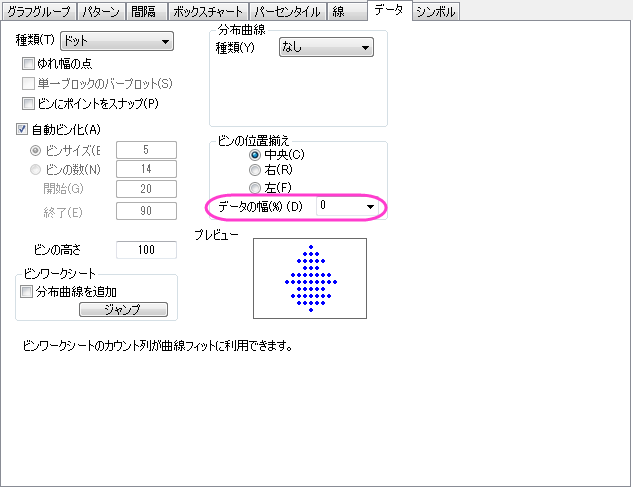 グラフグループ パターン 間隔 ボックスチャート パーセンタイル 線 データ シンボル
種類(T) ドット
ゆれ幅の点
単一ブロックのバープロット(S)
ビンにポイントをスナップ(P)
自動ビン化(A)
ビンサイズ(E 5
ビンの数(N) 14
開始(G) 20
終了(E) 90
ビンの高さ 100
ビンワークシート
分布曲線を追加
ジャンプ
分布曲線
種類(Y) なし
ビンの位置揃え
中央(C)
右(R)
左(F)
データの幅(%) (D) 0
プレビュー
ビンワークシートのカウント列が曲線フィットに利用できます。